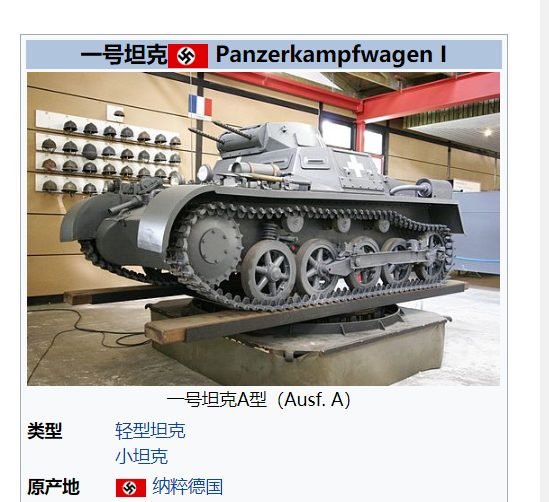 一号坦克 Panzerkampfwagen I
一号坦克A型（Ausf. A）
类型 轻型坦克
小坦克
原产地 纳粹德国